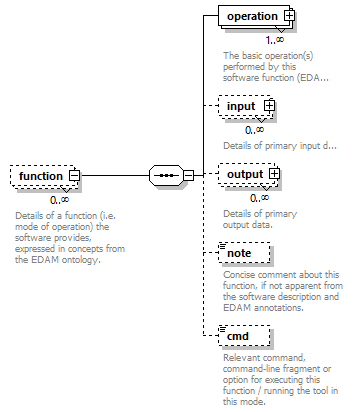 operation
1..∞
The basic operation(s)
performed by this
software function (EDA...
input
0..∞
Details of primary input d...
function
0..∞
Details of a function (i.e.
mode of operation) the
software provides,
expressed in concepts from
the EDAM ontology.
output
0..∞
Details of primary
output data.
note
Concise comment about this
function, if not apparent from
the software description and
EDAM annotations.
cmd
Relevant command,
command-line fragment or
option for executing this
function / running the tool in
this mode.